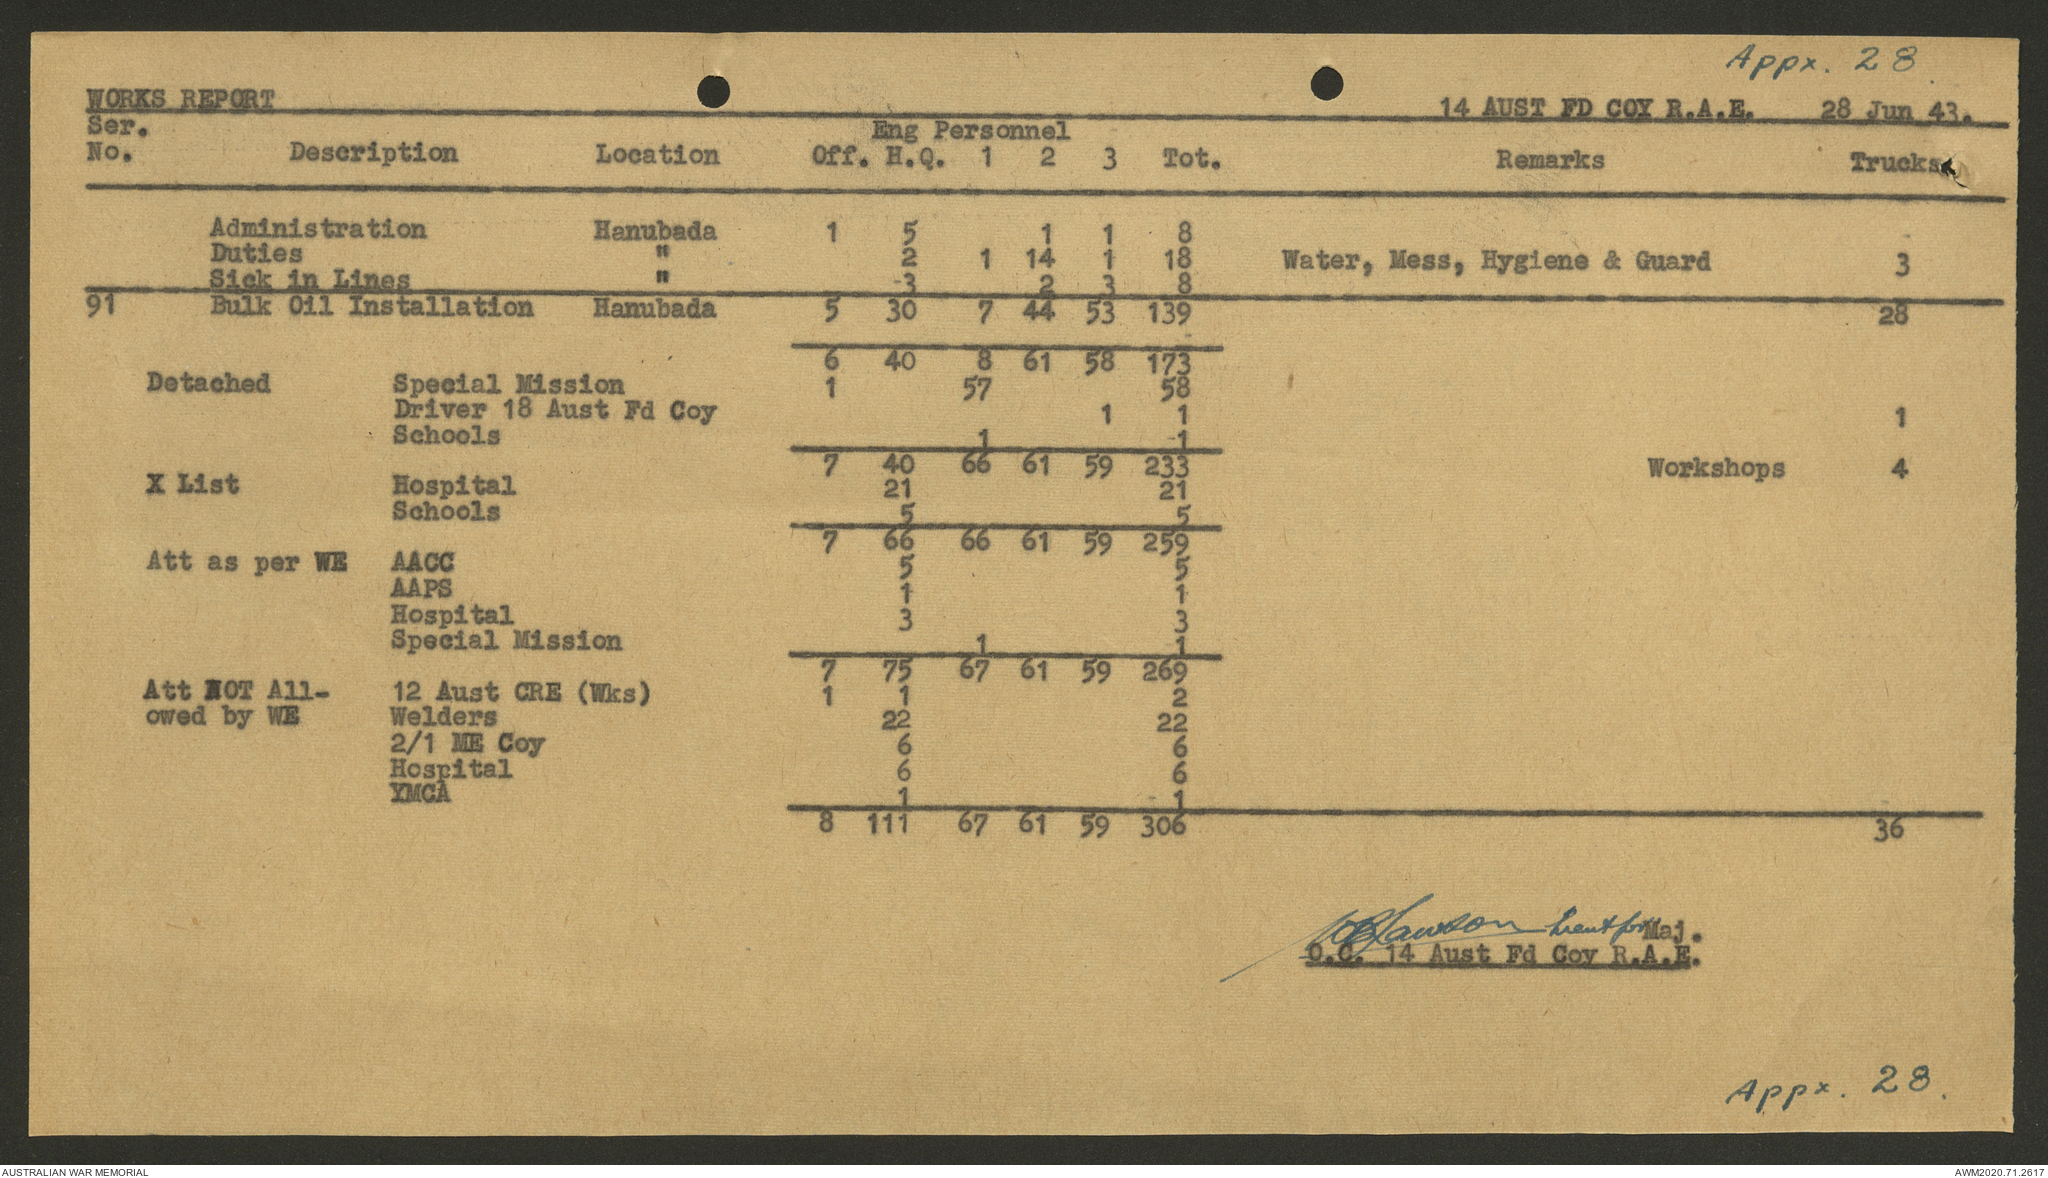 Appx. 28.
WORKS REPORT 14 AUST FD COY R.A.E. 28 Jun 43.
Ser. Eng Personnel
No. Description Location Off. H.Q. 1 2 3 Tot. Remarks Trucks
Administration Hanubada 1 5 1 1 8
Duties " 2 1 14 1 18 Water, Mess, Hygiene & Guard 3
Sick in Lines " 3 2 3 8
91 Bulk Oil Installation Hanubada 5 30 7 44 53 139 28
6 40 8 61 58 173
Detached Special Mission 1 57 58
Driver 18 Aust Fd Coy 1 1 1
Schools 1 1
7 40 66 61 59 233 Workshops 4
X List Hospital 21 21
Schools 5 5
7 66 66 61 59 259
Att as per WE AACC 5 5
AAPS 1 1
Hospital 3 3
Special Mission 1 1
7 75 67 61 59 269
Att NOT All- 12 Aust CRE (Wks) 1 1 2
owed by WE Welders 22 22
2/1 ME Coy 6 6
Hospital 6 6
YMCA 1 1
8 111 67 61 59 306 36
Lawson Lieut for Maj.
O.C. 14 Aust Fd Coy R.A.E.
Appx. 28.
AUSTRALIAN WAR MEMORIAL AWM2020.71.2617